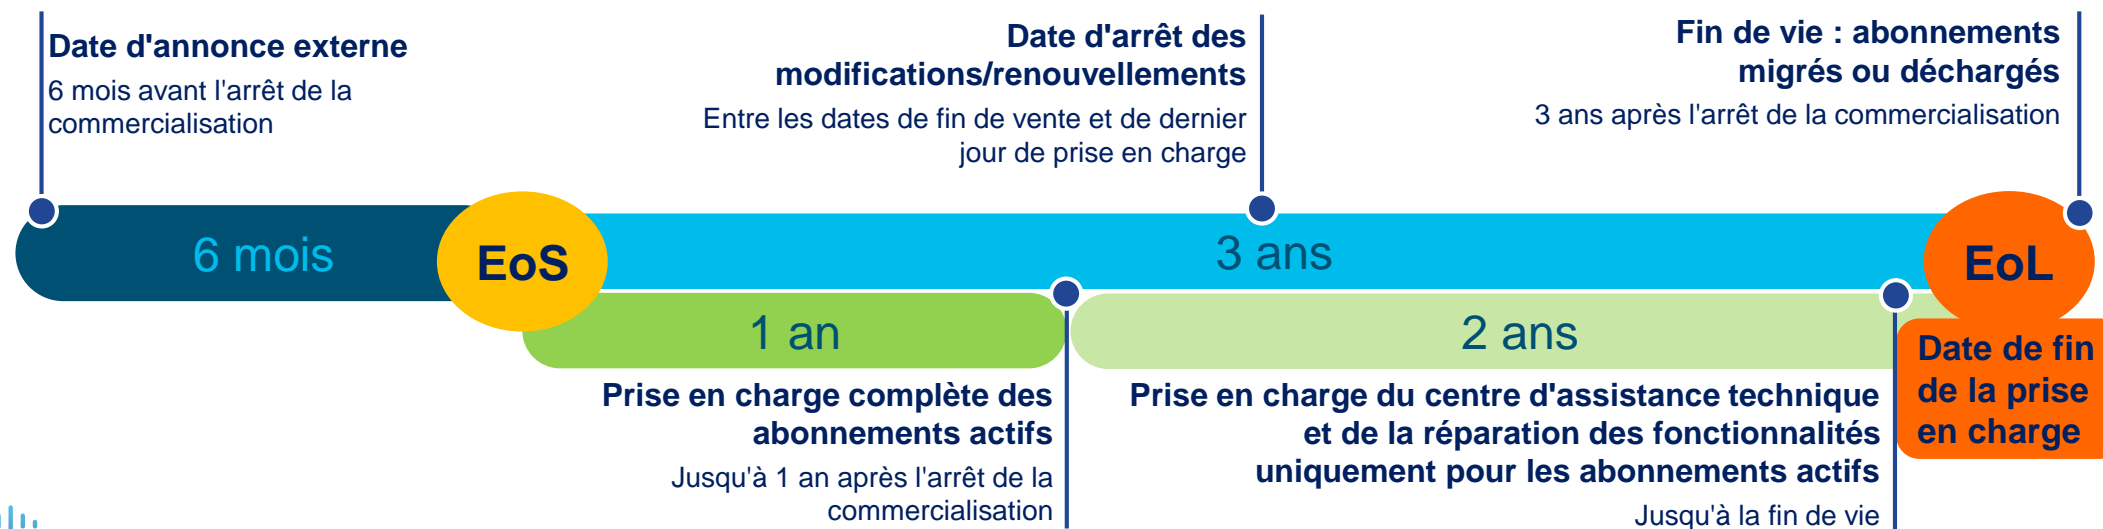 Date d'annonce externe
6 mois avant l'arrêt de la
commercialisation
Date d'arrêt des
modifications/renouvellements
Entre les dates de fin de vente et de dernier
jour de prise en charge
Fin de vie : abonnements
migrés ou déchargés
3 ans après l'arrêt de la commercialisation
6 mois
EoS
3 ans
EoL
1 an
2 ans
Date de fin
de la prise
en charge
Prise en charge complète des
abonnements actifs
Jusqu'à 1 an après l'arrêt de la
commercialisation
Prise en charge du centre d'assistance technique
et de la réparation des fonctionnalités
uniquement pour les abonnements actifs
Jusqu'à la fin de vie